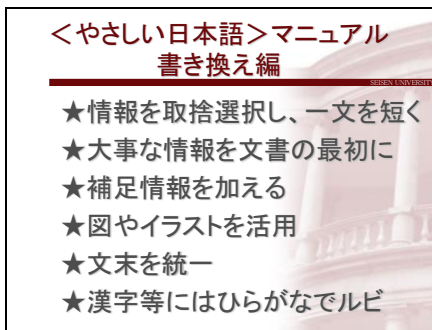 ＜やさしい日本語＞マニュアル
書き換え編
SEISEN UNIVERSITY
★情報を取捨選択し、一文を短く
★大事な情報を文書の最初に
★補足情報を加える
★図やイラストを活用
★文末を統一
★漢字等にはひらがなでルビ